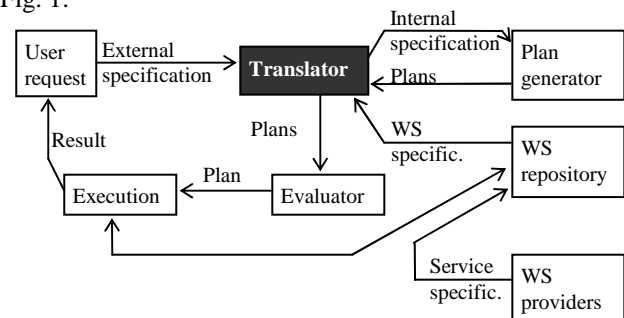 Fig. 1.
User
request
External
specification
Translator
Internal
specification
Plans
Plan
generator
Result
Plans
WS
specific.
WS
repository
Execution
Plan
Evaluator
Service
specific.
WS
providers